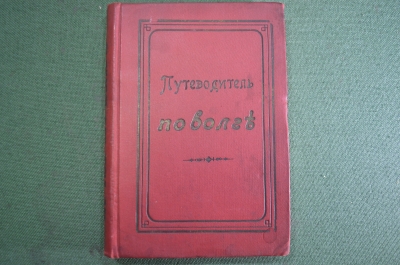 Путеводитель
по волгѣ